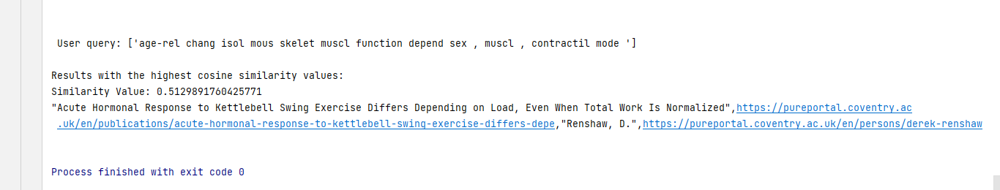 User query: ['age-rel chang isol mous skelet muscl function depend sex , muscl , contractil mode ']
Results with the highest cosine similarity values:
Similarity Value: 0.5129891760425771
"Acute Hormonal Response to Kettlebell Swing Exercise Differs Depending on Load, Even When Total Work Is Normalized",https://pureportal.coventry.ac
.uk/en/publications/acute-hormonal-response-to-kettlebell-swing-exercise-differs-depe,"Renshaw, D.",https://pureportal.coventry.ac.uk/en/persons/derek-renshaw
Process finished with exit code 0